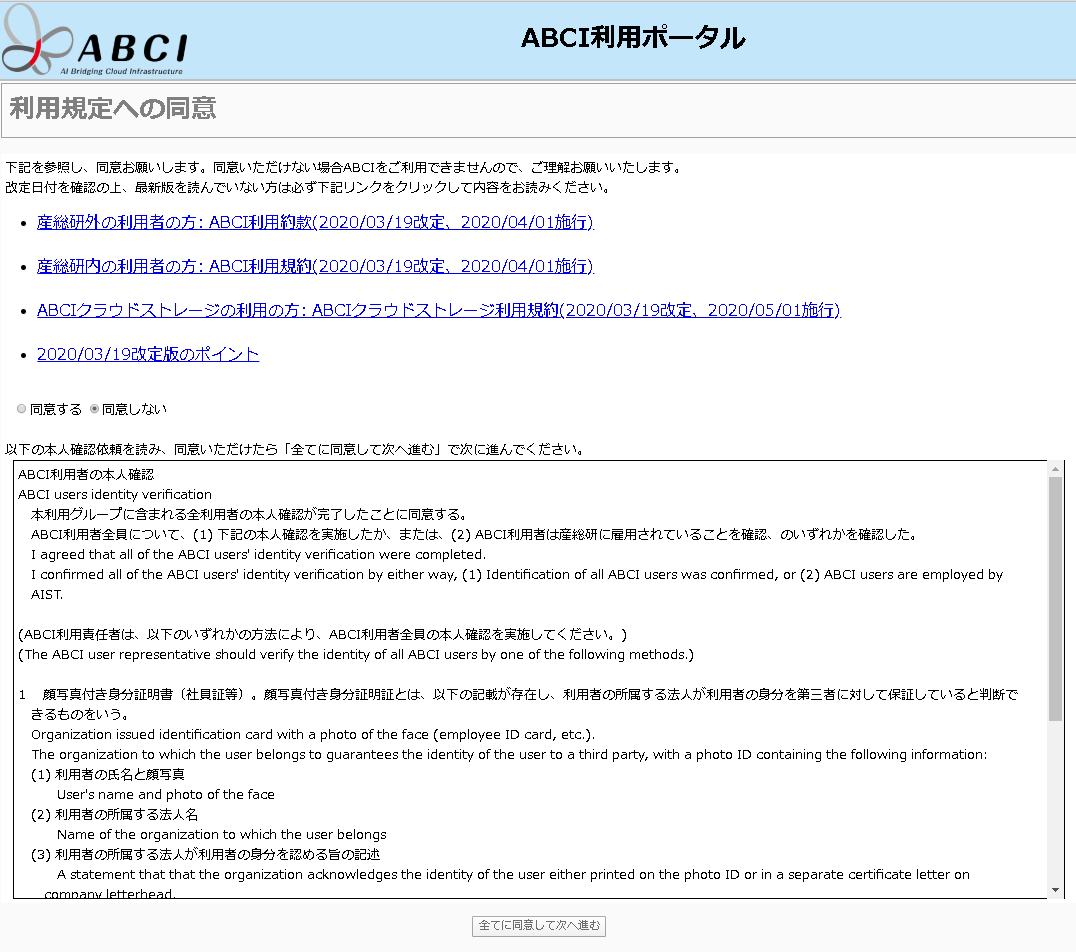 ABCI
AI Bridging Cloud Infrastructure
ABCI利用ポータル
利用規定への同意
下記を参照し、同意お願いします。同意いただけない場合ABCIをご利用できませんので、ご理解お願いいたします。
改定日付を確認の上、最新版を読んでいない方は必ず下記リンクをクリックして内容をお読みください。
• 産総研外の利用者の方: ABCI利用約款(2020/03/19改定、2020/04/01施行)
• 産総研内の利用者の方: ABCI利用規約(2020/03/19改定、2020/04/01施行)
• ABCIクラウドストレージの利用の方: ABCIクラウドストレージ利用規約(2020/03/19改定、2020/05/01施行)
• 2020/03/19改定版のポイント
同意する 同意しない
以下の本人確認依頼を読み、同意いただけたら「全てに同意して次へ進む」で次に進んでください。
ABCI利用者の本人確認
ABCI users identity verification
本利用グループに含まれる全利用者の本人確認が完了したことに同意する。
ABCI利用者全員について、(1) 下記の本人確認を実施したか、または、(2) ABCI利用者は産総研に雇用されていることを確認、のいずれかを確認した。
I agreed that all of the ABCI users' identity verification were completed.
I confirmed all of the ABCI users' identity verification by either way, (1) Identification of all ABCI users was confirmed, or (2) ABCI users are employed by
AIST.
(ABCI利用責任者は、以下のいずれかの方法により、ABCI利用者全員の本人確認を実施してください。)
(The ABCI user representative should verify the identity of all ABCI users by one of the following methods.)
1 顔写真付き身分証明書（社員証等）。顔写真付き身分証明証とは、以下の記載が存在し、利用者の所属する法人が利用者の身分を第三者に対して保証していると判断で
きるものをいう。
Organization issued identification card with a photo of the face (employee ID card, etc.).
The organization to which the user belongs to guarantees the identity of the user to a third party, with a photo ID containing the following information:
(1) 利用者の氏名と顔写真
User's name and photo of the face
(2) 利用者の所属する法人名
Name of the organization to which the user belongs
(3) 利用者の所属する法人が利用者の身分を認める旨の記述
A statement that that the organization acknowledges the identity of the user either printed on the photo ID or in a separate certificate letter on
company letterhead.
全てに同意して次へ進む